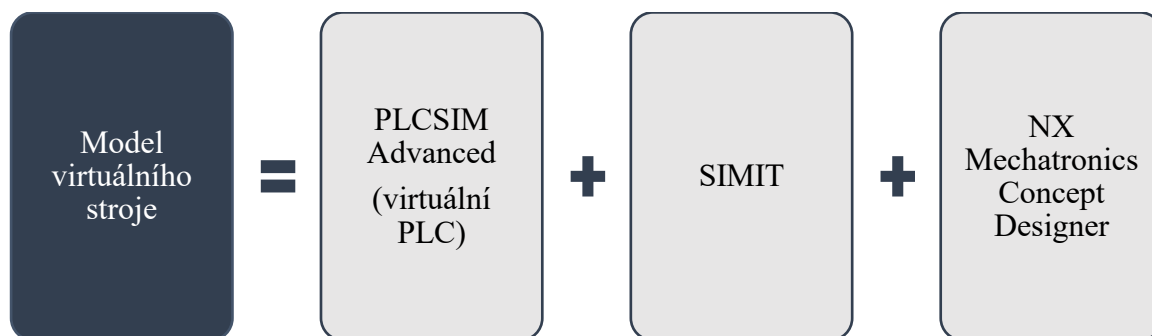 Model
virtuálního
stroje
=
PLCSIM
Advanced
(virtuální
PLC)
+
SIMIT
+
NX
Mechatronics
Concept
Designer